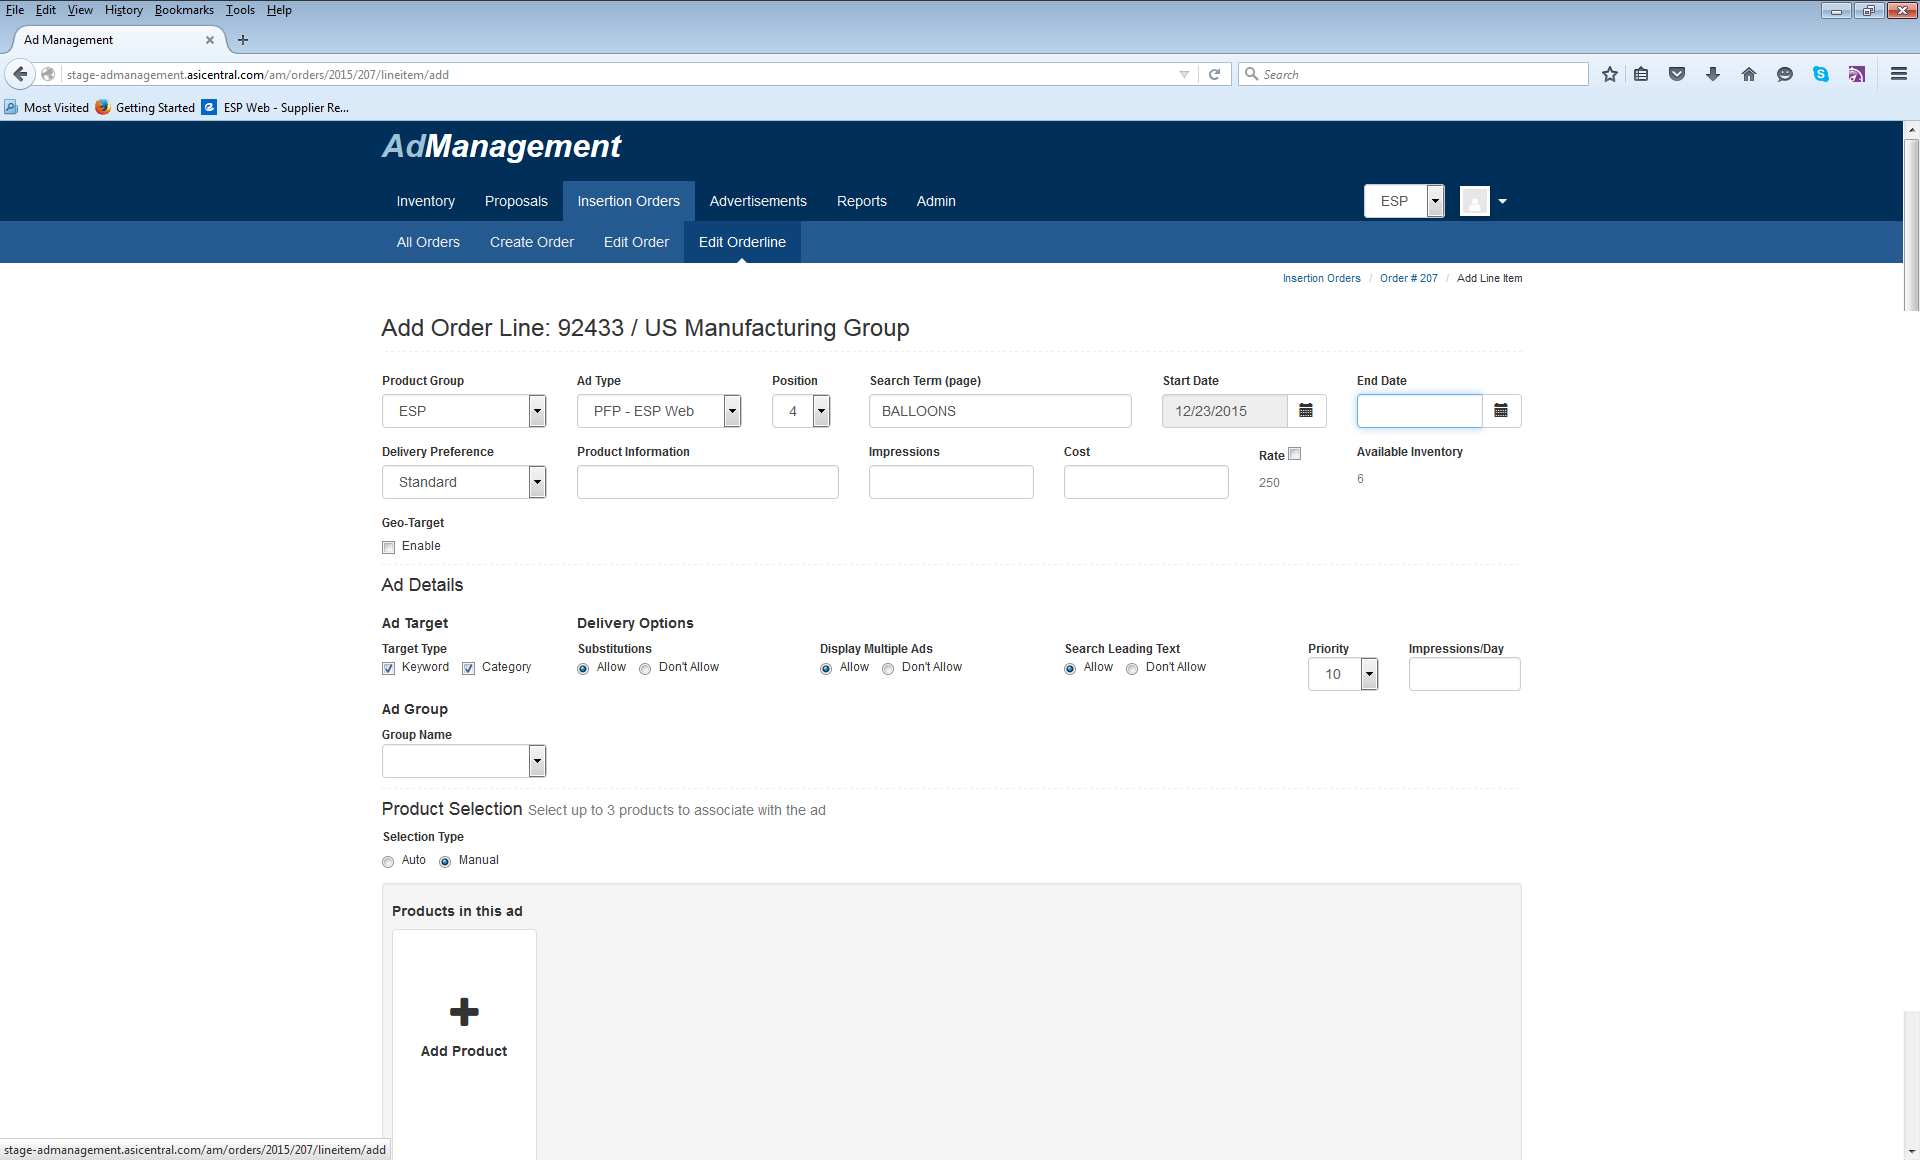 File Edit View History Bookmarks Tools Help
Ad Management
stage-admanagement.asicentral.com/am/orders/2015/207/lineitem/add
Search
Most Visited Getting Started ESP Web - Supplier Re...
AdManagement
Inventory Proposals Insertion Orders Advertisements Reports Admin ESP
All Orders Create Order Edit Order Edit Orderline
Insertion Orders / Order # 207 / Add Line Item
Add Order Line: 92433 / US Manufacturing Group
Product Group Ad Type Position Search Term (page) Start Date End Date
ESP PFP - ESP Web 4 BALLOONS 12/23/2015
Delivery Preference Product Information Impressions Cost Rate Available Inventory
Standard 250 6
Geo-Target
Enable
Ad Details
Ad Target Delivery Options
Target Type Substitutions Display Multiple Ads Search Leading Text Priority Impressions/Day
Keyword Category Allow Don't Allow Allow Don't Allow Allow Don't Allow 10
Ad Group
Group Name
Product Selection Select up to 3 products to associate with the ad
Selection Type
Auto Manual
Products in this ad
Add Product
stage-admanagement.asicentral.com/am/orders/2015/207/lineitem/add